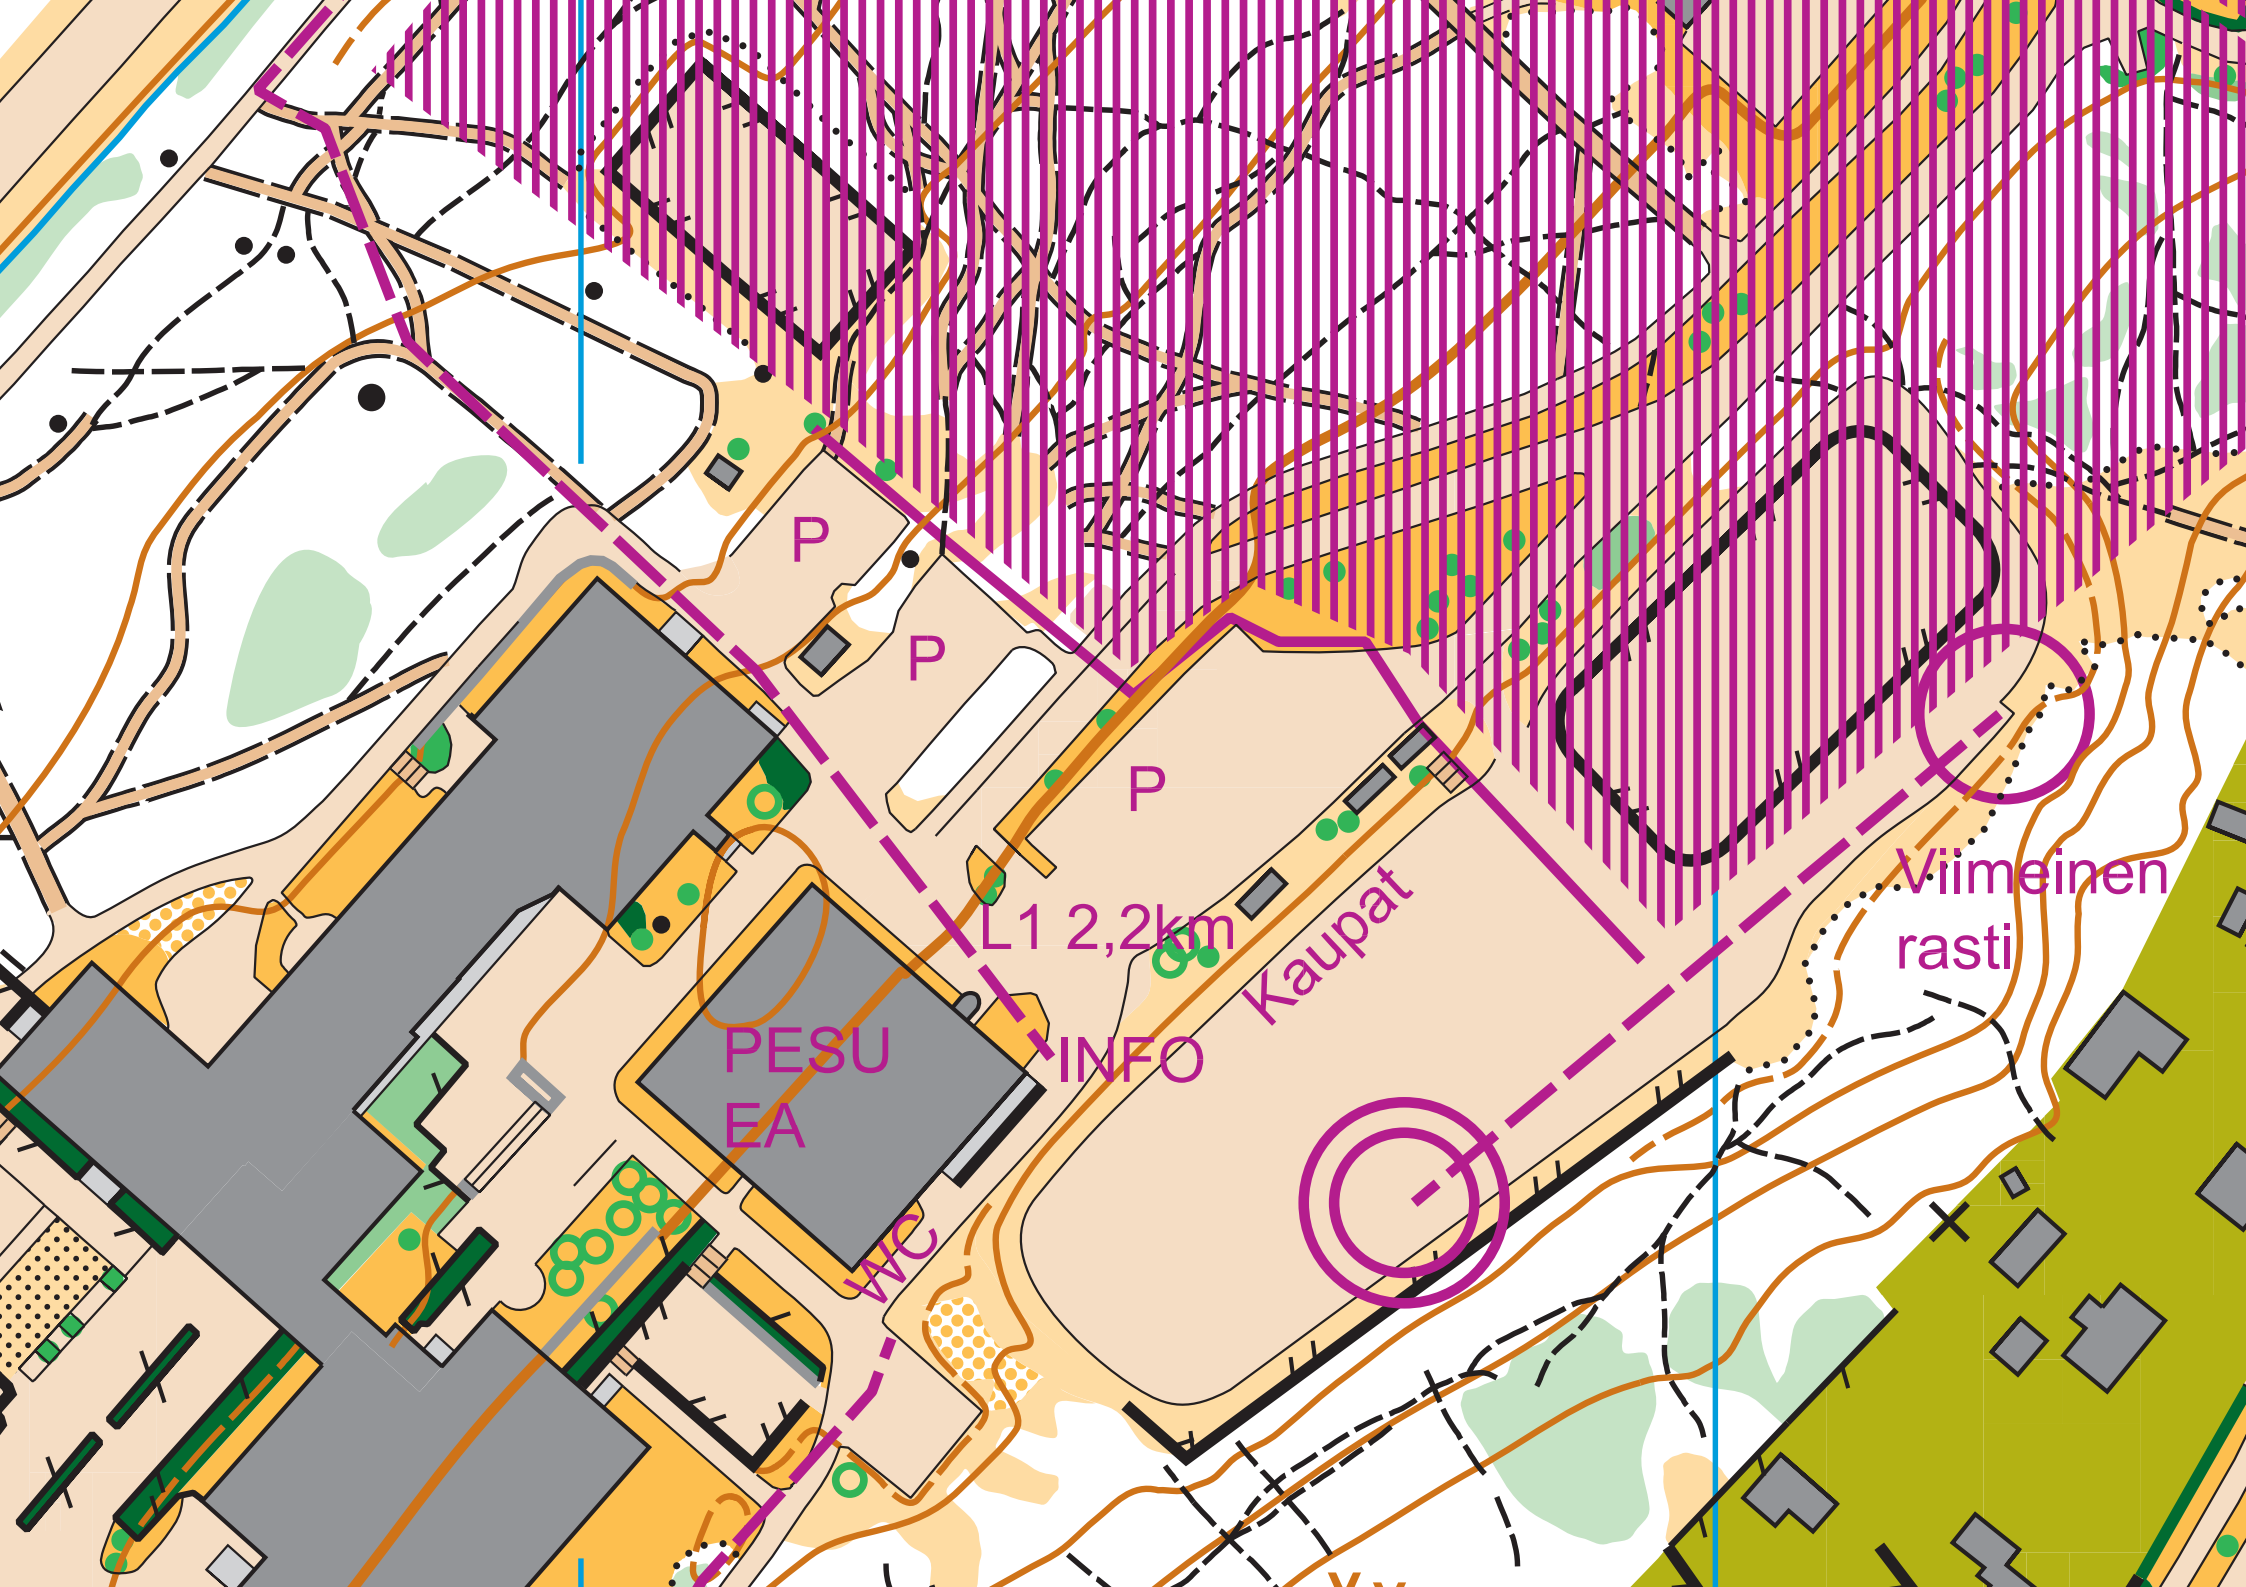 P
P
P
Viimeinen
rasti
L1 2,2km
Kaupat
PESU
EA
INFO
WC